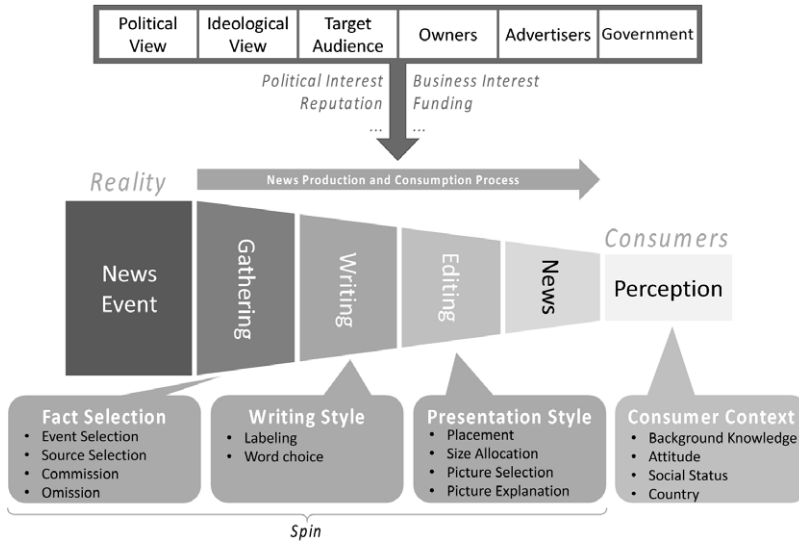 Political View
Ideological View
Target Audience
Owners
Advertisers
Government
Political Interest
Reputation
...
Business Interest
Funding
...
Reality
News Production and Consumption Process
Consumers
News
Event
Gathering
Writing
Editing
News
Perception
Fact Selection
• Event Selection
• Source Selection
• Commission
• Omission
Writing Style
• Labeling
• Word choice
Presentation Style
• Placement
• Size Allocation
• Picture Selection
• Picture Explanation
Consumer Context
• Background Knowledge
• Attitude
• Social Status
• Country
Spin